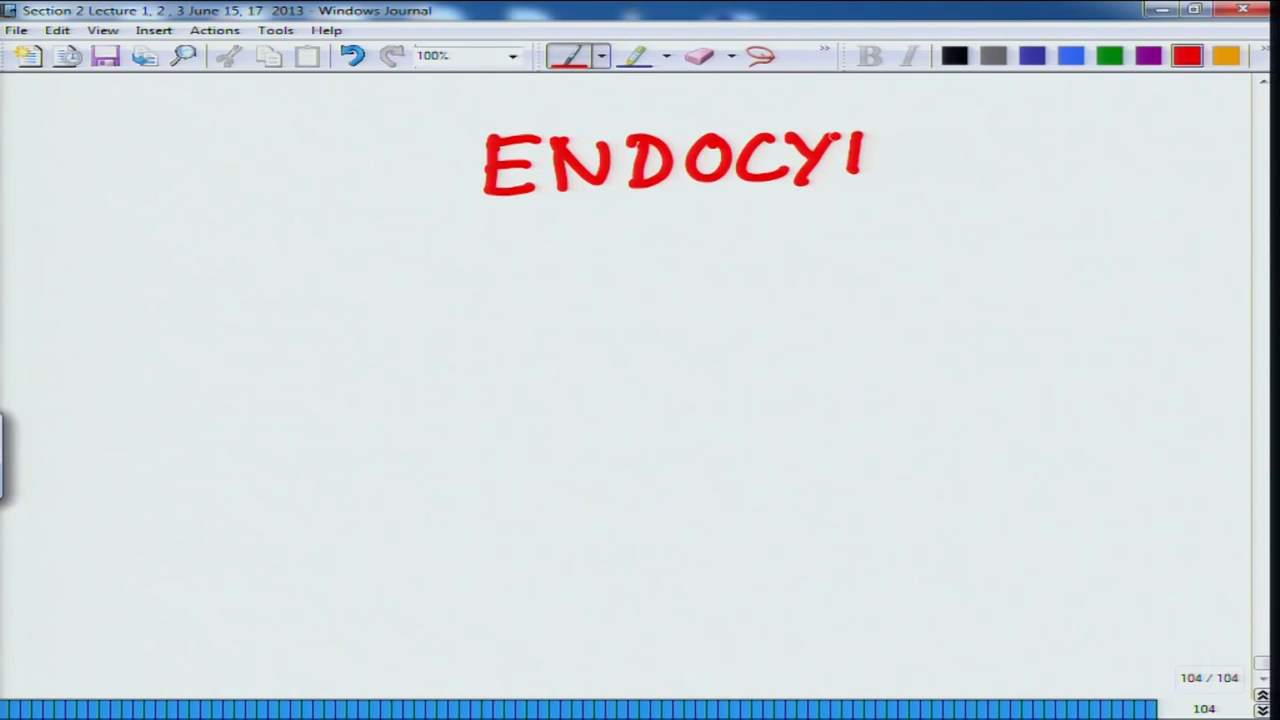 Section 2 Lecture 1, 2 , 3 June 15, 17 2013 - Windows Journal
File Edit View Insert Actions Tools Help
100% B I
ENDOCYI
104 / 104
104